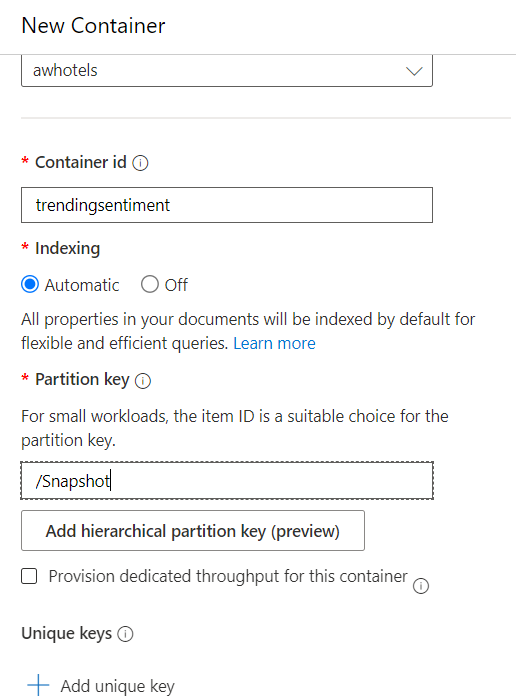 New Container
awhotels
* Container id
trendingsentiment
* Indexing
Automatic Off
All properties in your documents will be indexed by default for
flexible and efficient queries. Learn more
* Partition key
For small workloads, the item ID is a suitable choice for the
partition key.
/Snapshot
Add hierarchical partition key (preview)
Provision dedicated throughput for this container
Unique keys
Add unique key